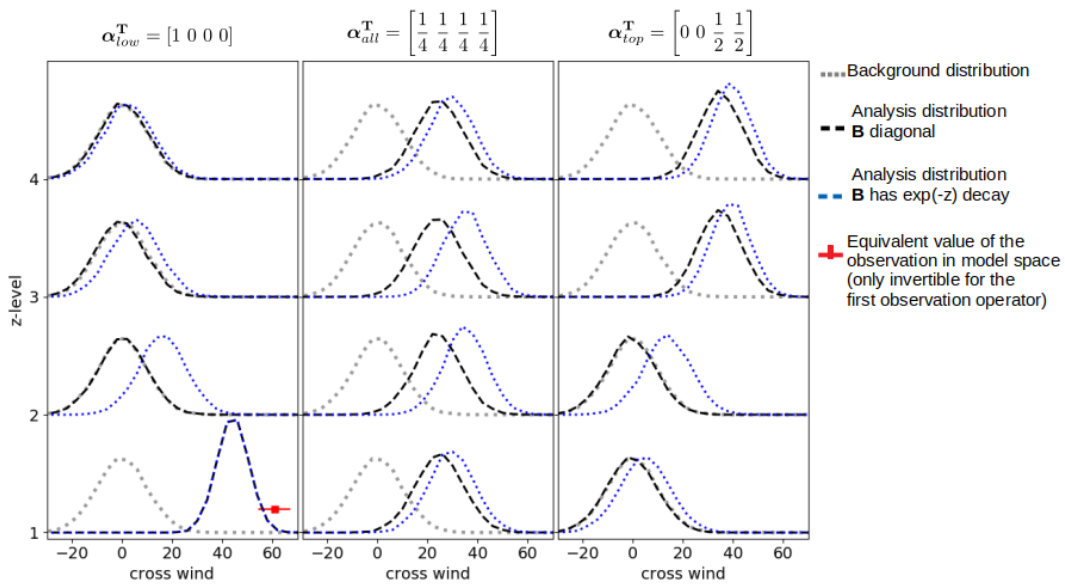 α^T_low = [1 0 0 0]
α^T_all = [1/4 1/4 1/4 1/4]
α^T_top = [0 0 1/2 1/2]
Background distribution
Analysis distribution
B diagonal
Analysis distribution
B has exp(-z) decay
Equivalent value of the
observation in model space
(only invertible for the
first observation operator)
z-level
4
3
2
1
−20 0 20 40 60
−20 0 20 40 60
−20 0 20 40 60
cross wind
cross wind
cross wind